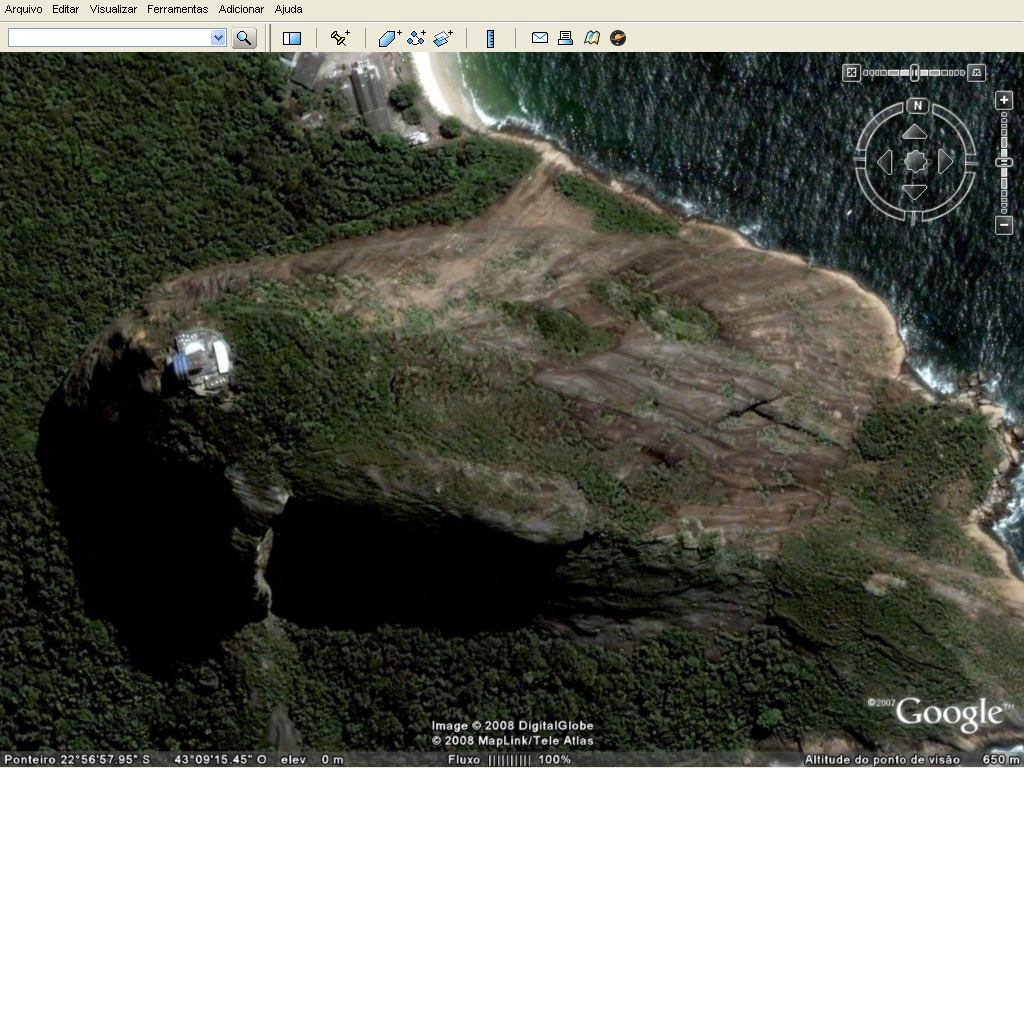 Arquivo Editar Visualizar Ferramentas Adicionar Ajuda
N
Image © 2008 DigitalGlobe
© 2008 MapLink/Tele Atlas
©2007 Google™
Ponteiro 22°56'57.95" S 43°09'15.45" O elev 0 m Fluxo |||||||||| 100% Altitude do ponto de visão 650 m